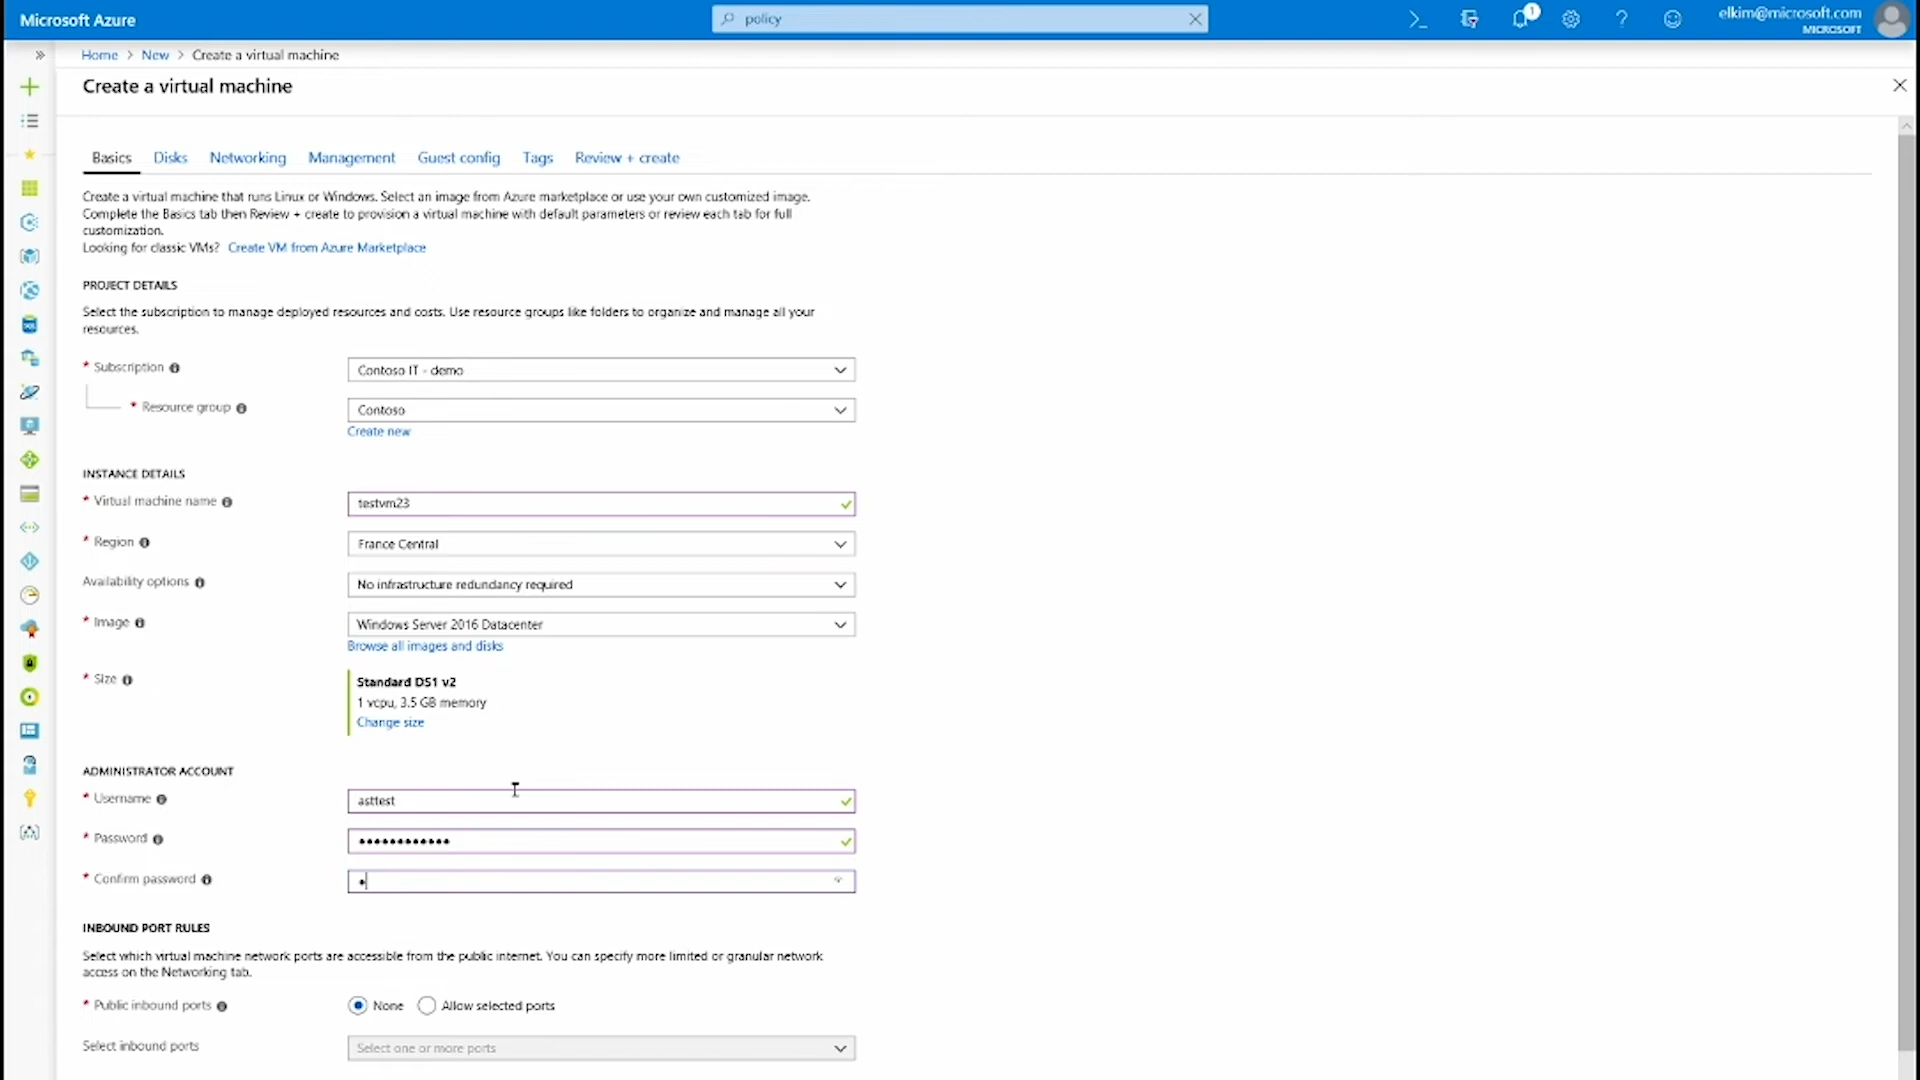 Microsoft Azure
policy
1
elkim@microsoft.com
MICROSOFT
Home > New > Create a virtual machine
Create a virtual machine
Basics Disks Networking Management Guest config Tags Review + create
Create a virtual machine that runs Linux or Windows. Select an image from Azure marketplace or use your own customized image.
Complete the Basics tab then Review + create to provision a virtual machine with default parameters or review each tab for full
customization.
Looking for classic VMs? Create VM from Azure Marketplace
PROJECT DETAILS
Select the subscription to manage deployed resources and costs. Use resource groups like folders to organize and manage all your
resources.
* Subscription Contoso IT - demo
* Resource group Contoso
Create new
INSTANCE DETAILS
* Virtual machine name testvm23
* Region France Central
Availability options No infrastructure redundancy required
* Image Windows Server 2016 Datacenter
Browse all images and disks
* Size Standard DS1 v2
1 vcpu, 3.5 GB memory
Change size
ADMINISTRATOR ACCOUNT
* Username asttest
* Password ••••••••••••
* Confirm password •
INBOUND PORT RULES
Select which virtual machine network ports are accessible from the public internet. You can specify more limited or granular network
access on the Networking tab.
* Public inbound ports None Allow selected ports
Select inbound ports Select one or more ports